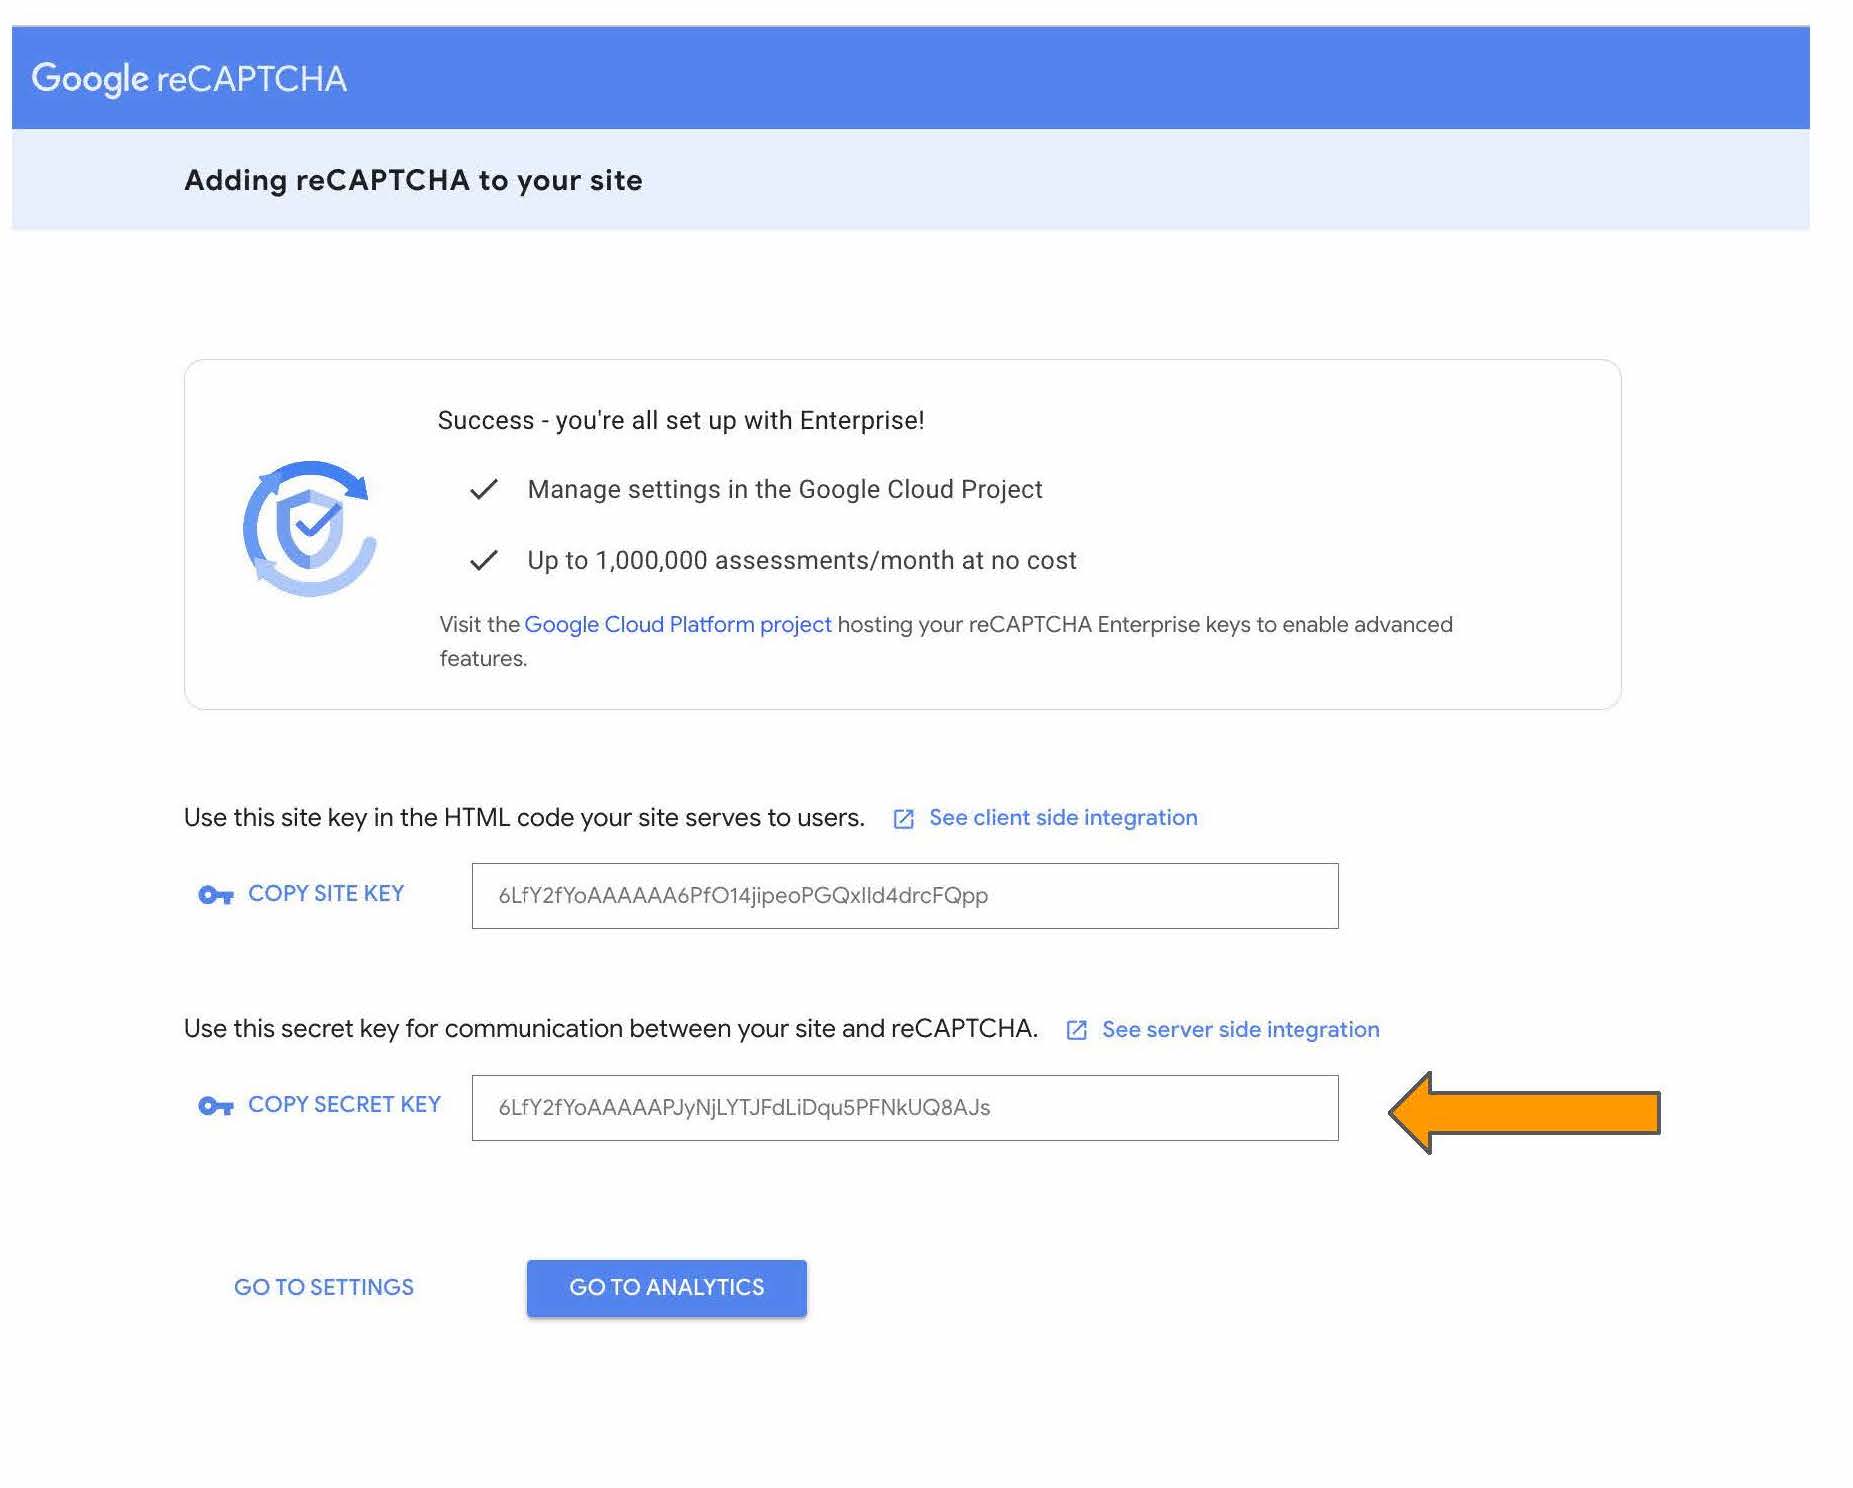 Google reCAPTCHA
Adding reCAPTCHA to your site
Success - you're all set up with Enterprise!
Manage settings in the Google Cloud Project
Up to 1,000,000 assessments/month at no cost
Visit the Google Cloud Platform project hosting your reCAPTCHA Enterprise keys to enable advanced
features.
Use this site key in the HTML code your site serves to users. See client side integration
COPY SITE KEY 6LfY2fYoAAAAAA6PfO14jipeoPGQxlld4drcFQpp
Use this secret key for communication between your site and reCAPTCHA. See server side integration
COPY SECRET KEY 6LfY2fYoAAAAAPJyNjLYTJFdLiDqu5PFNkUQ8AJs
GO TO SETTINGS GO TO ANALYTICS